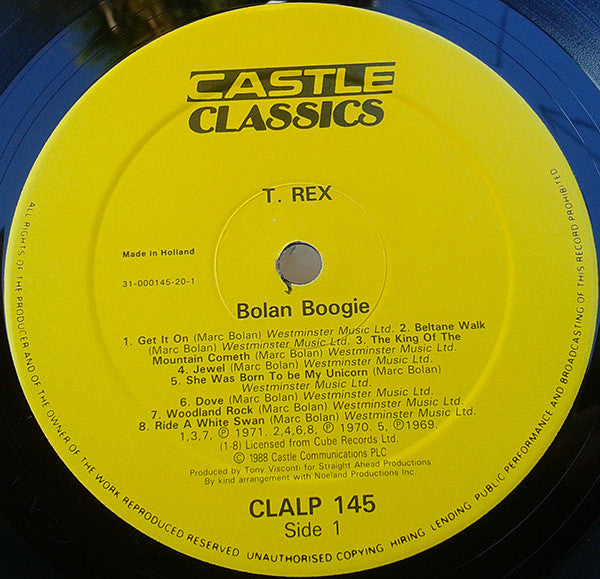 CASTLE
CLASSICS
T. REX
Made in Holland
31-000145-20-1
Bolan Boogie
1. Get It On (Marc Bolan) Westminster Music Ltd. 2. Beltane Walk
(Marc Bolan) Westminster Music Ltd. 3. The King Of The
Mountain Cometh (Marc Bolan) Westminster Music Ltd.
4. Jewel (Marc Bolan) Westminster Music Ltd.
5. She Was Born To be My Unicorn (Marc Bolan)
Westminster Music Ltd.
6. Dove (Marc Bolan) Westminster Music Ltd.
7. Woodland Rock (Marc Bolan) Westminster Music Ltd.
8. Ride A White Swan (Marc Bolan) Westminster Music Ltd.
1,3,7, ℗ 1971. 2,4,6,8, ℗ 1970. 5, ℗1969.
(1-8) Licensed from Cube Records Ltd.
© 1988 Castle Communications PLC
Produced by Tony Visconti for Straight Ahead Productions
By kind arrangement with Noeland Productions Inc.
CLALP 145
Side 1
ALL RIGHTS OF THE PRODUCER AND OF THE OWNER OF THE WORK REPRODUCED RESERVED. UNAUTHORISED COPYING, HIRING, LENDING, PUBLIC PERFORMANCE AND BROADCASTING OF THIS RECORD PROHIBITED